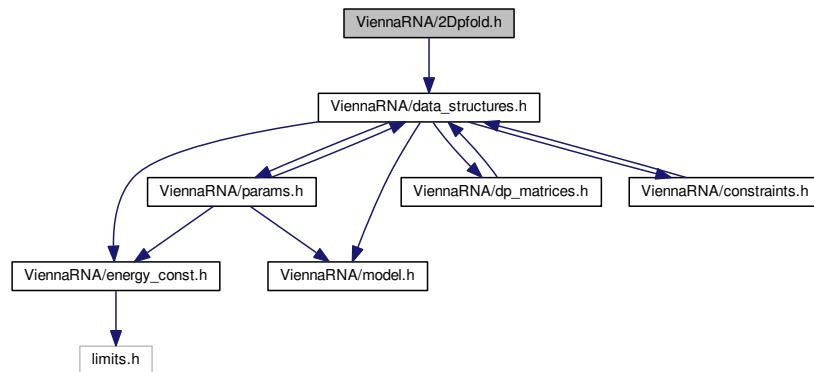 ViennaRNA/2Dpfold.h
ViennaRNA/data_structures.h
ViennaRNA/params.h
ViennaRNA/dp_matrices.h
ViennaRNA/constraints.h
ViennaRNA/energy_const.h
ViennaRNA/model.h
limits.h